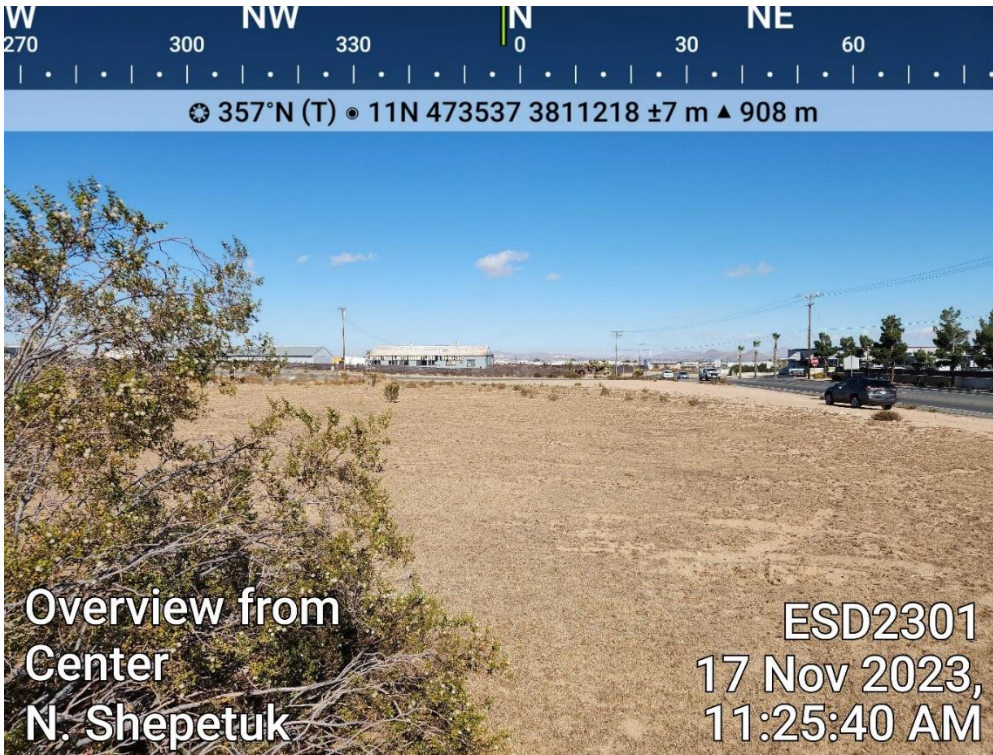 W NW N NE
270 300 330 0 30 60
357°N (T) 11N 473537 3811218 ±7 m ▲ 908 m
Overview from
Center
N. Shepetuk
ESD2301
17 Nov 2023,
11:25:40 AM